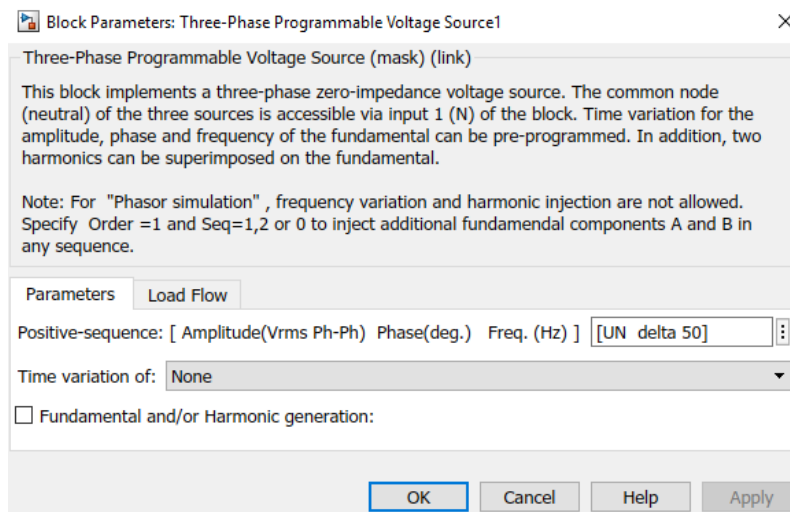 Block Parameters: Three-Phase Programmable Voltage Source1
Three-Phase Programmable Voltage Source (mask) (link)
This block implements a three-phase zero-impedance voltage source. The common node
(neutral) of the three sources is accessible via input 1 (N) of the block. Time variation for the
amplitude, phase and frequency of the fundamental can be pre-programmed. In addition, two
harmonics can be superimposed on the fundamental.
Note: For "Phasor simulation" , frequency variation and harmonic injection are not allowed.
Specify Order =1 and Seq=1,2 or 0 to inject additional fundamendal components A and B in
any sequence.
Parameters Load Flow
Positive-sequence: [ Amplitude(Vrms Ph-Ph) Phase(deg.) Freq. (Hz) ] [UN delta 50]
Time variation of: None
Fundamental and/or Harmonic generation:
OK Cancel Help Apply